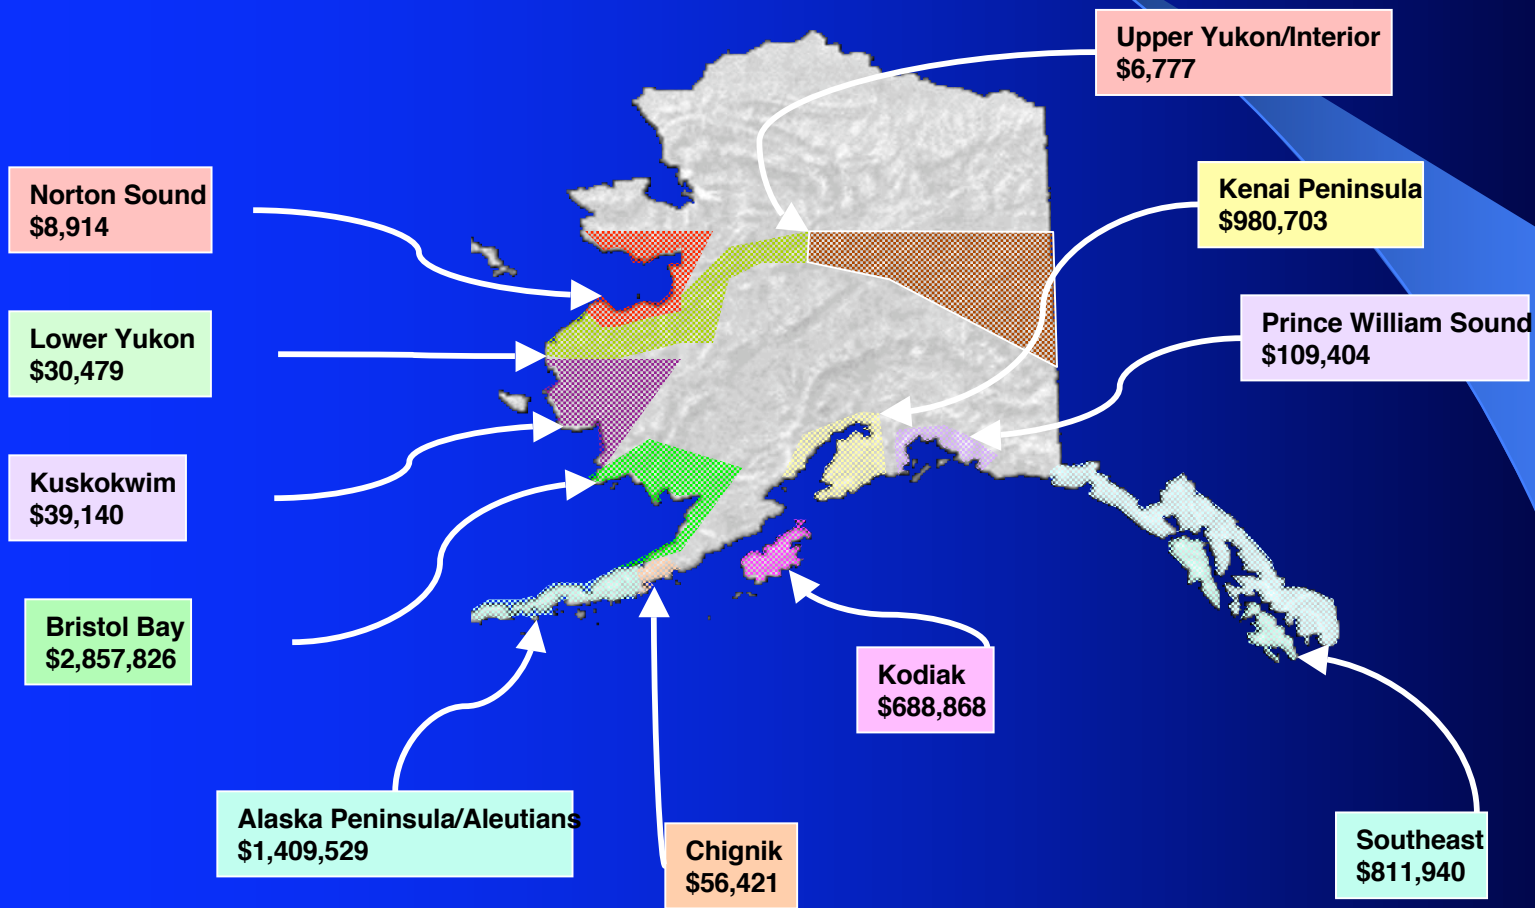 Upper Yukon/Interior
$6,777
Norton Sound
$8,914
Kenai Peninsula
$980,703
Lower Yukon
$30,479
Prince William Sound
$109,404
Kuskokwim
$39,140
Bristol Bay
$2,857,826
Kodiak
$688,868
Alaska Peninsula/Aleutians
$1,409,529
Chignik
$56,421
Southeast
$811,940